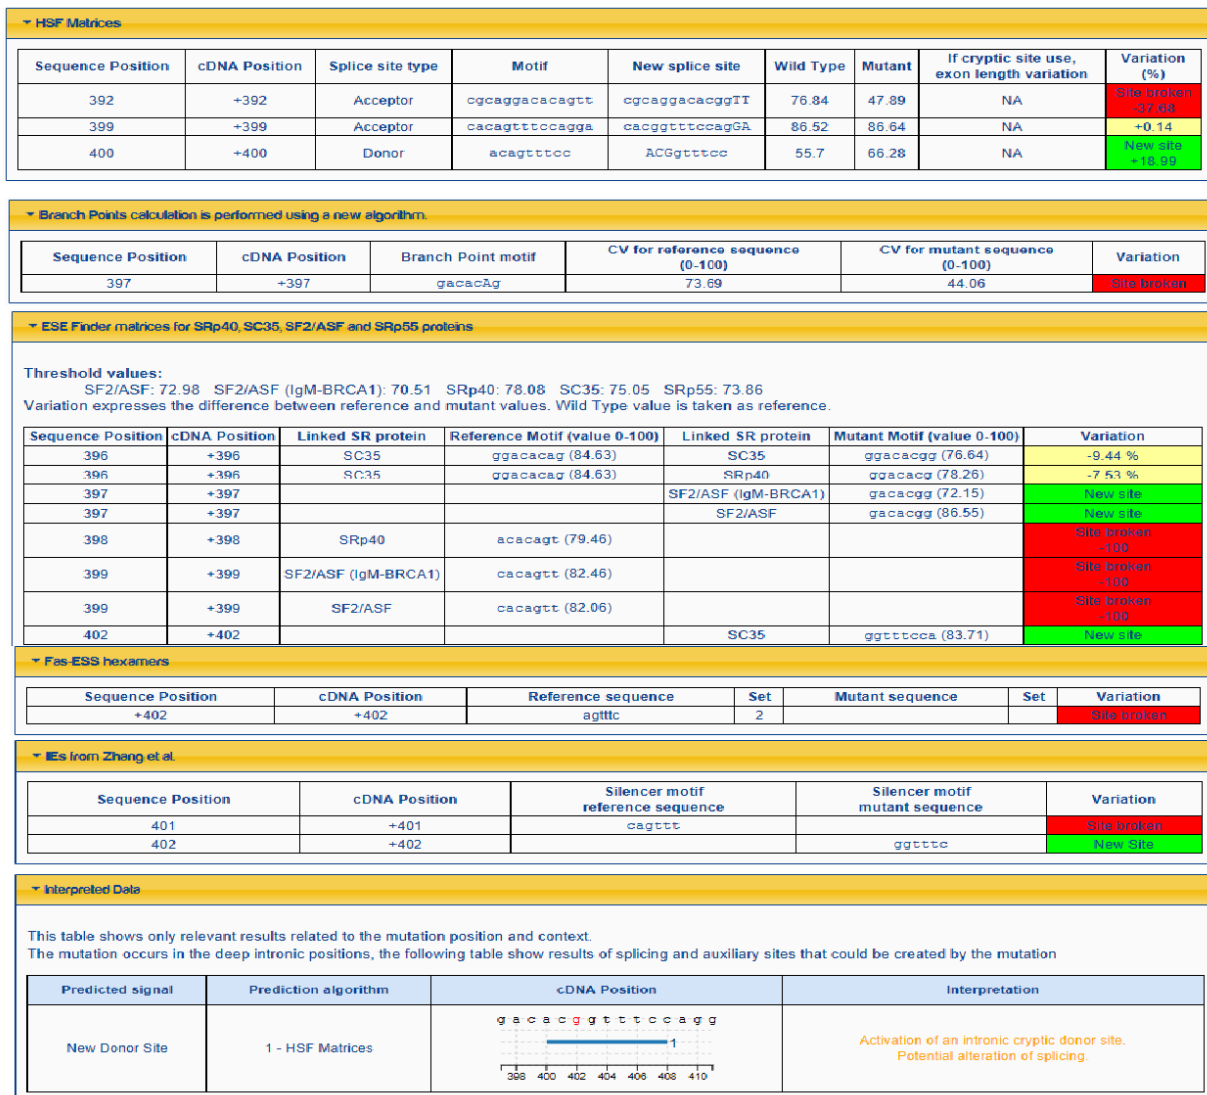 HSF Matrices
Sequence Position cDNA Position Splice site type Motif New splice site Wild Type Mutant If cryptic site use, exon length variation Variation (%)
392 +392 Acceptor cgcaggacacagtt cgcaggacacggTT 76.84 47.89 NA Site broken -37.68
399 +399 Acceptor cacagtttccagga cacggtttccagGA 86.52 86.64 NA +0.14
400 +400 Donor acagtttcc ACGgtttcc 55.7 66.28 NA New site +18.99
Branch Points calculation is performed using a new algorithm.
Sequence Position cDNA Position Branch Point motif CV for reference sequence (0-100) CV for mutant sequence (0-100) Variation
397 +397 gacacAg 73.69 44.06 Site broken
ESE Finder matrices for SRp40, SC35, SF2/ASF and SRp55 proteins
Threshold values:
SF2/ASF: 72.98 SF2/ASF (IgM-BRCA1): 70.51 SRp40: 78.08 SC35: 75.05 SRp55: 73.86
Variation expresses the difference between reference and mutant values. Wild Type value is taken as reference.
Sequence Position cDNA Position Linked SR protein Reference Motif (value 0-100) Linked SR protein Mutant Motif (value 0-100) Variation
396 +396 SC35 ggacacag (84.63) SC35 ggacacgg (76.64) -9.44 %
396 +396 SC35 ggacacag (84.63) SRp40 ggacacgg (78.26) -7.53 %
397 +397 SF2/ASF (IgM-BRCA1) gacacgg (72.15) New site
397 +397 SF2/ASF gacacgg (86.55) New site
398 +398 SRp40 acacagt (79.46) Site broken -100
399 +399 SF2/ASF (IgM-BRCA1) cacagtt (82.46) Site broken -100
399 +399 SF2/ASF cacagtt (82.06) Site broken -100
402 +402 SC35 ggtttcca (83.71) New site
Fas-ESS hexamers
Sequence Position cDNA Position Reference sequence Set Mutant sequence Set Variation
+402 +402 agtttc 2 Site broken
IEs from Zhang et al.
Sequence Position cDNA Position Silencer motif reference sequence Silencer motif mutant sequence Variation
401 +401 cagttt Site broken
402 +402 ggtttc New Site
Interpreted Data
This table shows only relevant results related to the mutation position and context.
The mutation occurs in the deep intronic positions, the following table show results of splicing and auxiliary sites that could be created by the mutation
Predicted signal Prediction algorithm cDNA Position Interpretation
g a c a c g g t t t c c a g g
New Donor Site 1 - HSF Matrices 1 Activation of an intronic cryptic donor site.
Potential alteration of splicing.
398 400 402 404 406 408 410